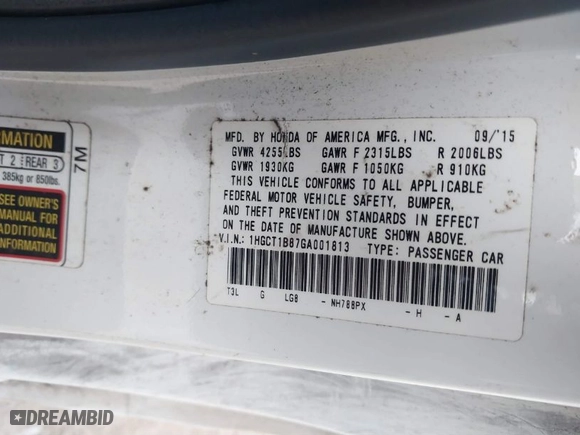 RMATION
T 2 REAR 3
385kg or 850lbs.
SEE OWNER'S
MANUAL FOR
ADDITIONAL
INFORMATION
7M
MFD. BY HONDA OF AMERICA MFG., INC. 09/'15
GVWR 4255LBS GAWR F 2315LBS R 2006LBS
GVWR 1930KG GAWR F 1050KG R 910KG
THIS VEHICLE CONFORMS TO ALL APPLICABLE
FEDERAL MOTOR VEHICLE SAFETY, BUMPER,
AND THEFT PREVENTION STANDARDS IN EFFECT
ON THE DATE OF MANUFACTURE SHOWN ABOVE.
V.I.N.: 1HGCT1B87GA001813 TYPE: PASSENGER CAR
T3L G LG8 -NH788PX -H -A
DREAMBID